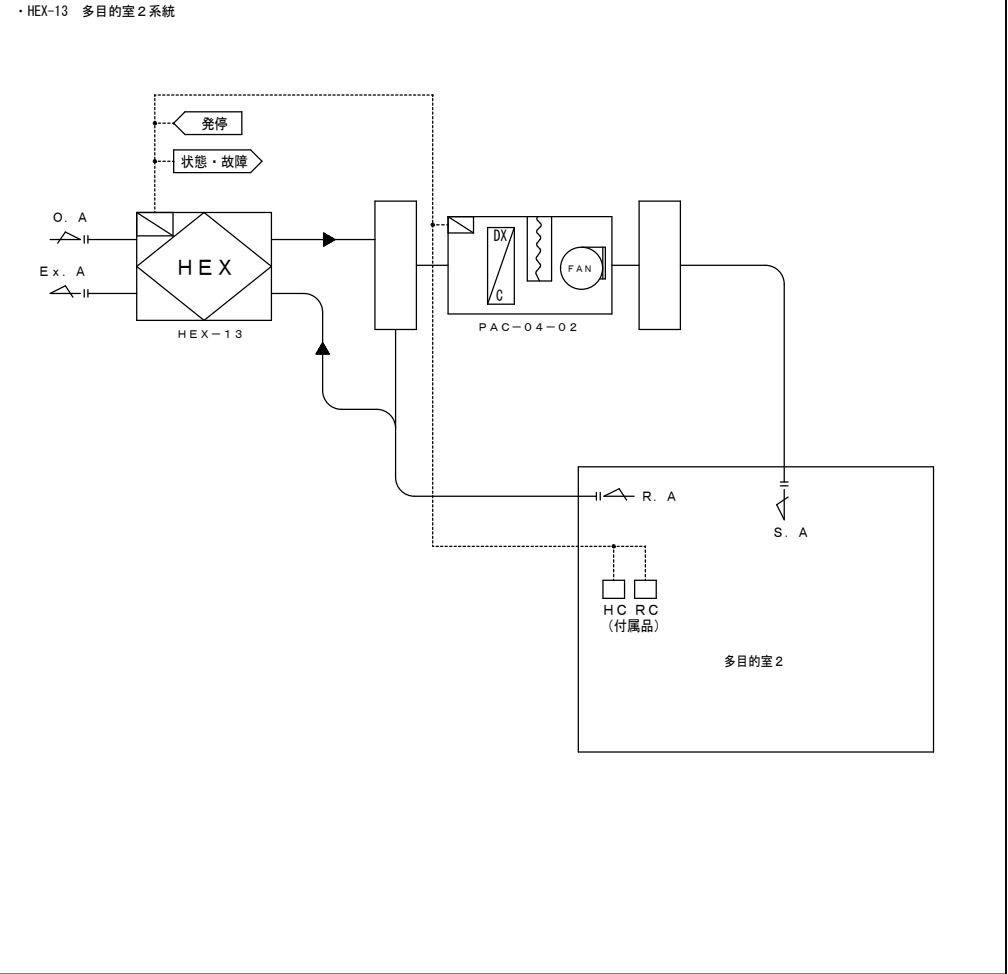 ・HEX-13　多目的室２系統
発停
状態・故障
Ｏ．Ａ
Ｅｘ．Ａ
ＨＥＸ
ＨＥＸ－１３
DX
C
ＦＡＮ
ＰＡＣ－０４－０２
Ｒ．Ａ
Ｓ．Ａ
ＨＣ ＲＣ
（付属品）
多目的室２